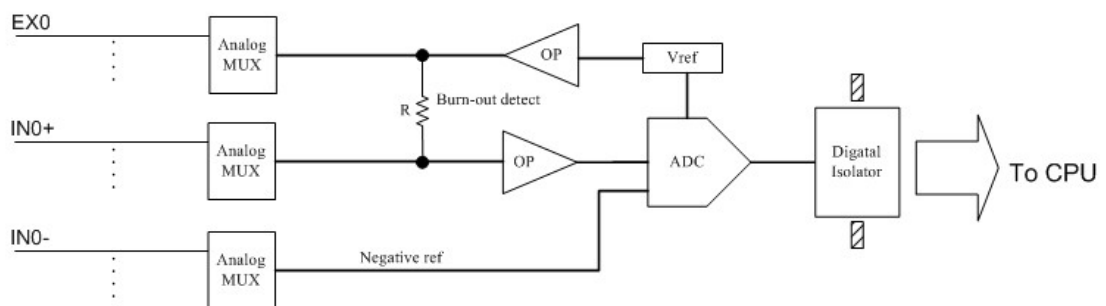 EX0
Analog
MUX
OP
Vref
R
Burn-out detect
IN0+
Analog
MUX
OP
ADC
Digatal
Isolator
To CPU
IN0-
Analog
MUX
Negative ref